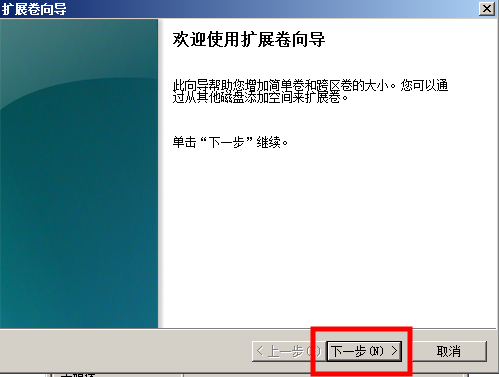 扩展卷向导
欢迎使用扩展卷向导
此向导帮助您增加简单卷和跨区卷的大小。您可以通
过从其他磁盘添加空间来扩展卷。
单击“下一步”继续。
< 上一步 下一步(N) > 取消